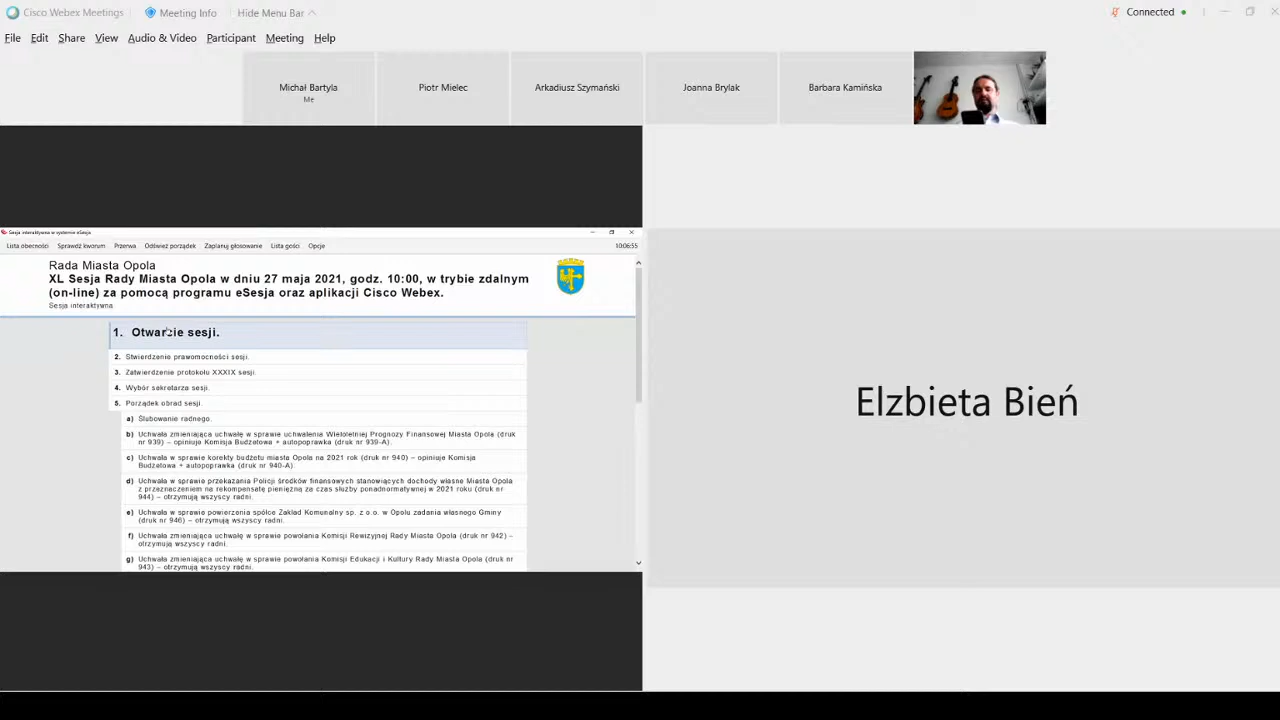 Cisco Webex Meetings Meeting Info Hide Menu Bar Connected
File Edit Share View Audio & Video Participant Meeting Help
Michał Bartyla
Me
Piotr Mielec
Arkadiusz Szymański
Joanna Brylak
Barbara Kamińska
Sesja interaktywna w systemie eSesja
Lista obecności Sprawdź kworum Przerwa Odśwież porządek Zaplanuj głosowanie Lista gości Opcje 10:06:55
Rada Miasta Opola
XL Sesja Rady Miasta Opola w dniu 27 maja 2021, godz. 10:00, w trybie zdalnym
(on-line) za pomocą programu eSesja oraz aplikacji Cisco Webex.
Sesja interaktywna
1. Otwarcie sesji.
2. Stwierdzenie prawomocności sesji.
3. Zatwierdzenie protokołu XXXIX sesji.
4. Wybór sekretarza sesji.
5. Porządek obrad sesji.
a) Ślubowanie radnego.
b) Uchwała zmieniająca uchwałę w sprawie uchwalenia Wieloletniej Prognozy Finansowej Miasta Opola (druk
nr 939) – opiniuje Komisja Budżetowa + autopoprawka (druk nr 939-A).
c) Uchwała w sprawie korekty budżetu miasta Opola na 2021 rok (druk nr 940) – opiniuje Komisja
Budżetowa + autopoprawka (druk nr 940-A).
d) Uchwała w sprawie przekazania Policji środków finansowych stanowiących dochody własne Miasta Opola
z przeznaczeniem na rekompensatę pieniężną za czas służby ponadnormatywnej w 2021 roku (druk nr
944) – otrzymują wszyscy radni.
e) Uchwała w sprawie powierzenia spółce Zakład Komunalny sp. z o.o. w Opolu zadania własnego Gminy
(druk nr 946) – otrzymują wszyscy radni.
f) Uchwała zmieniająca uchwałę w sprawie powołania Komisji Rewizyjnej Rady Miasta Opola (druk nr 942) –
otrzymują wszyscy radni.
g) Uchwała zmieniająca uchwałę w sprawie powołania Komisji Edukacji i Kultury Rady Miasta Opola (druk nr
943) – otrzymują wszyscy radni.
Elzbieta Bień